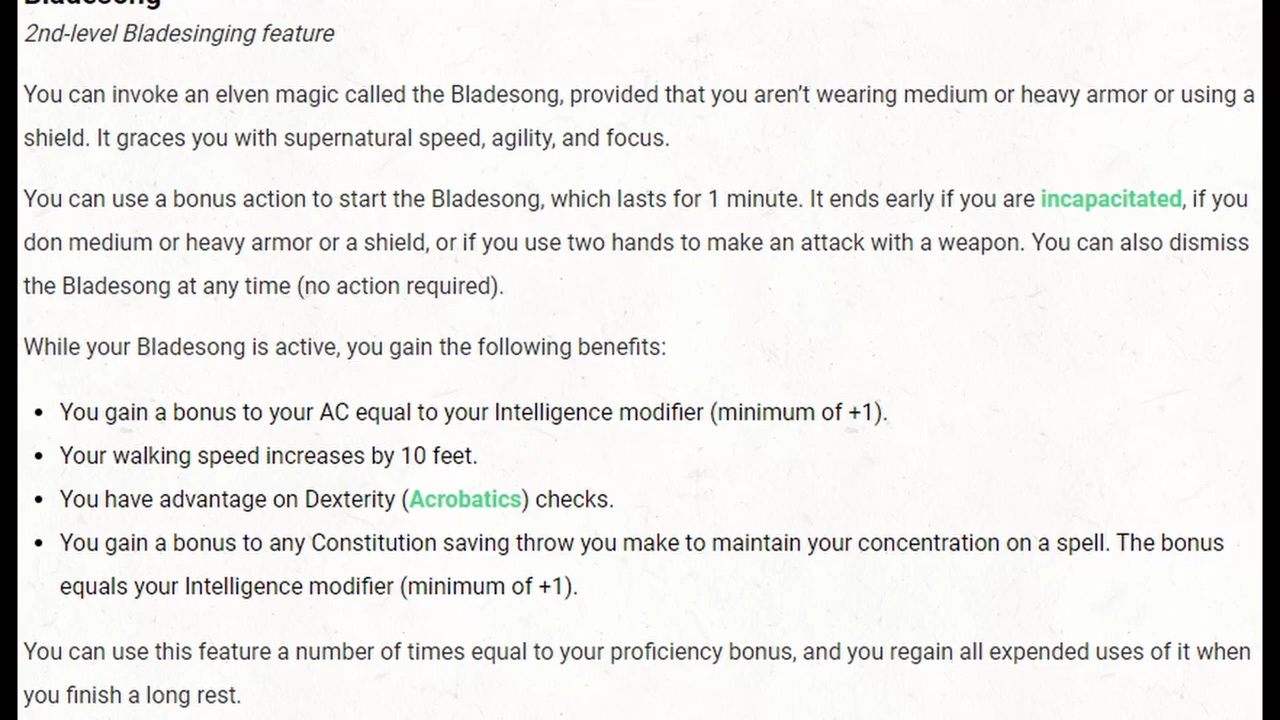 Bladesong
2nd-level Bladesinging feature
You can invoke an elven magic called the Bladesong, provided that you aren’t wearing medium or heavy armor or using a
shield. It graces you with supernatural speed, agility, and focus.
You can use a bonus action to start the Bladesong, which lasts for 1 minute. It ends early if you are incapacitated, if you
don medium or heavy armor or a shield, or if you use two hands to make an attack with a weapon. You can also dismiss
the Bladesong at any time (no action required).
While your Bladesong is active, you gain the following benefits:
• You gain a bonus to your AC equal to your Intelligence modifier (minimum of +1).
• Your walking speed increases by 10 feet.
• You have advantage on Dexterity (Acrobatics) checks.
• You gain a bonus to any Constitution saving throw you make to maintain your concentration on a spell. The bonus
equals your Intelligence modifier (minimum of +1).
You can use this feature a number of times equal to your proficiency bonus, and you regain all expended uses of it when
you finish a long rest.